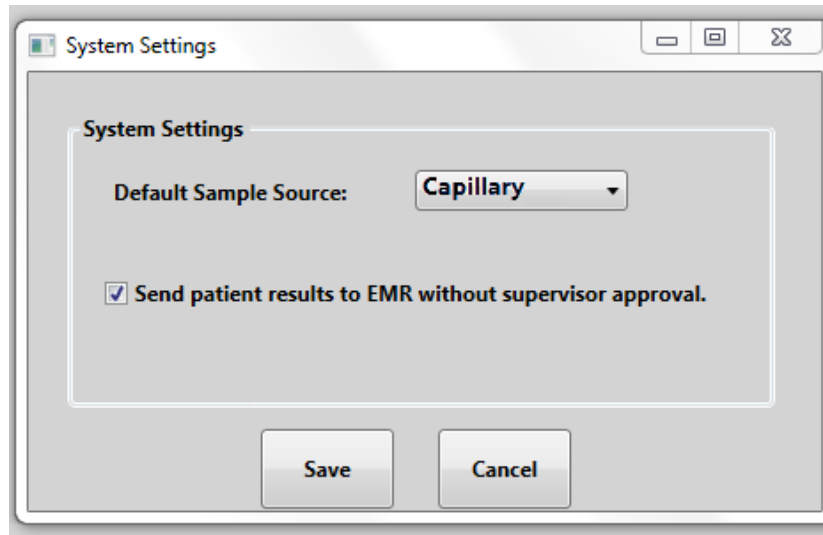 System Settings
System Settings
Default Sample Source: Capillary
Send patient results to EMR without supervisor approval.
Save Cancel